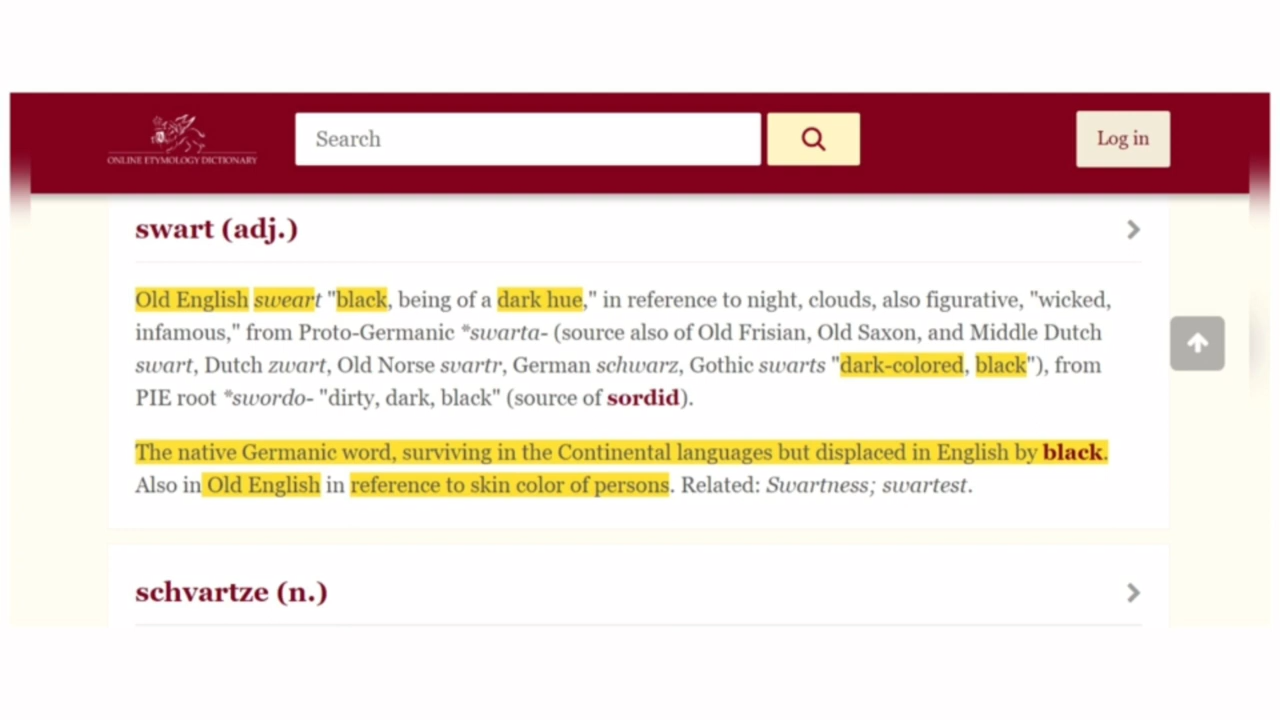 ONLINE ETYMOLOGY DICTIONARY
Search
Log in
swart (adj.)
Old English sweart "black, being of a dark hue," in reference to night, clouds, also figurative, "wicked,
infamous," from Proto-Germanic *swarta- (source also of Old Frisian, Old Saxon, and Middle Dutch
swart, Dutch zwart, Old Norse svartr, German schwarz, Gothic swarts "dark-colored, black"), from
PIE root *swordo- "dirty, dark, black" (source of sordid).
The native Germanic word, surviving in the Continental languages but displaced in English by black.
Also in Old English in reference to skin color of persons. Related: Swartness; swartest.
schvartze (n.)